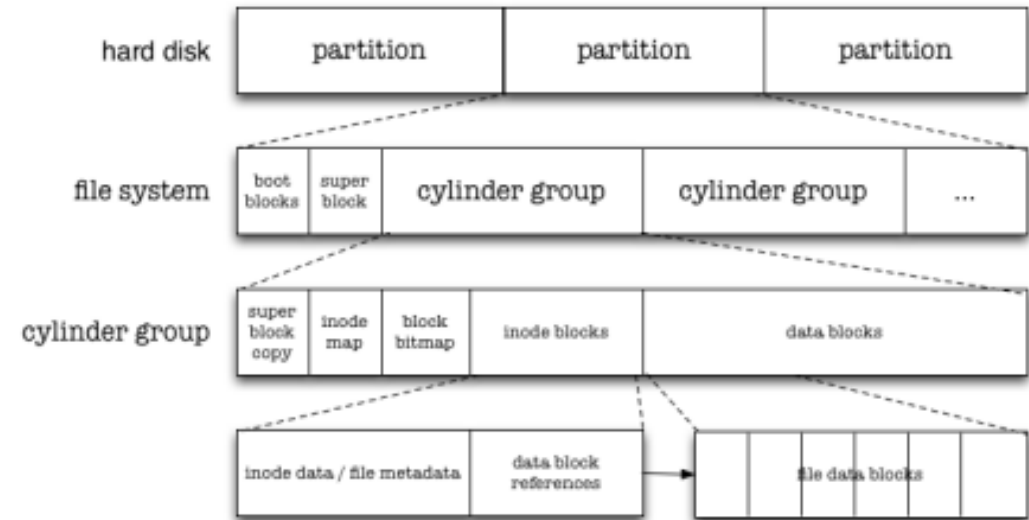 hard disk
partition
partition
partition
file system
boot
blocks
super
block
cylinder group
cylinder group
...
cylinder group
super
block
copy
inode
map
block
bitmap
inode blocks
data blocks
inode data / file metadata
data block
references
file data blocks